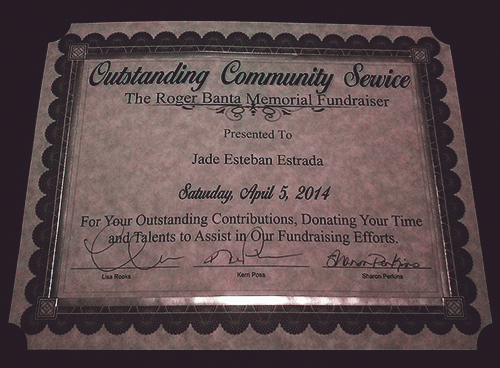 Outstanding Community Service
The Roger Banta Memorial Fundraiser
Presented To
Jade Esteban Estrada
Saturday, April 5, 2014
For Your Outstanding Contributions, Donating Your Time
and Talents to Assist in Our Fundraising Efforts.
Sharon Perkins
Lisa Rooks Kerri Poss Sharon Perkins